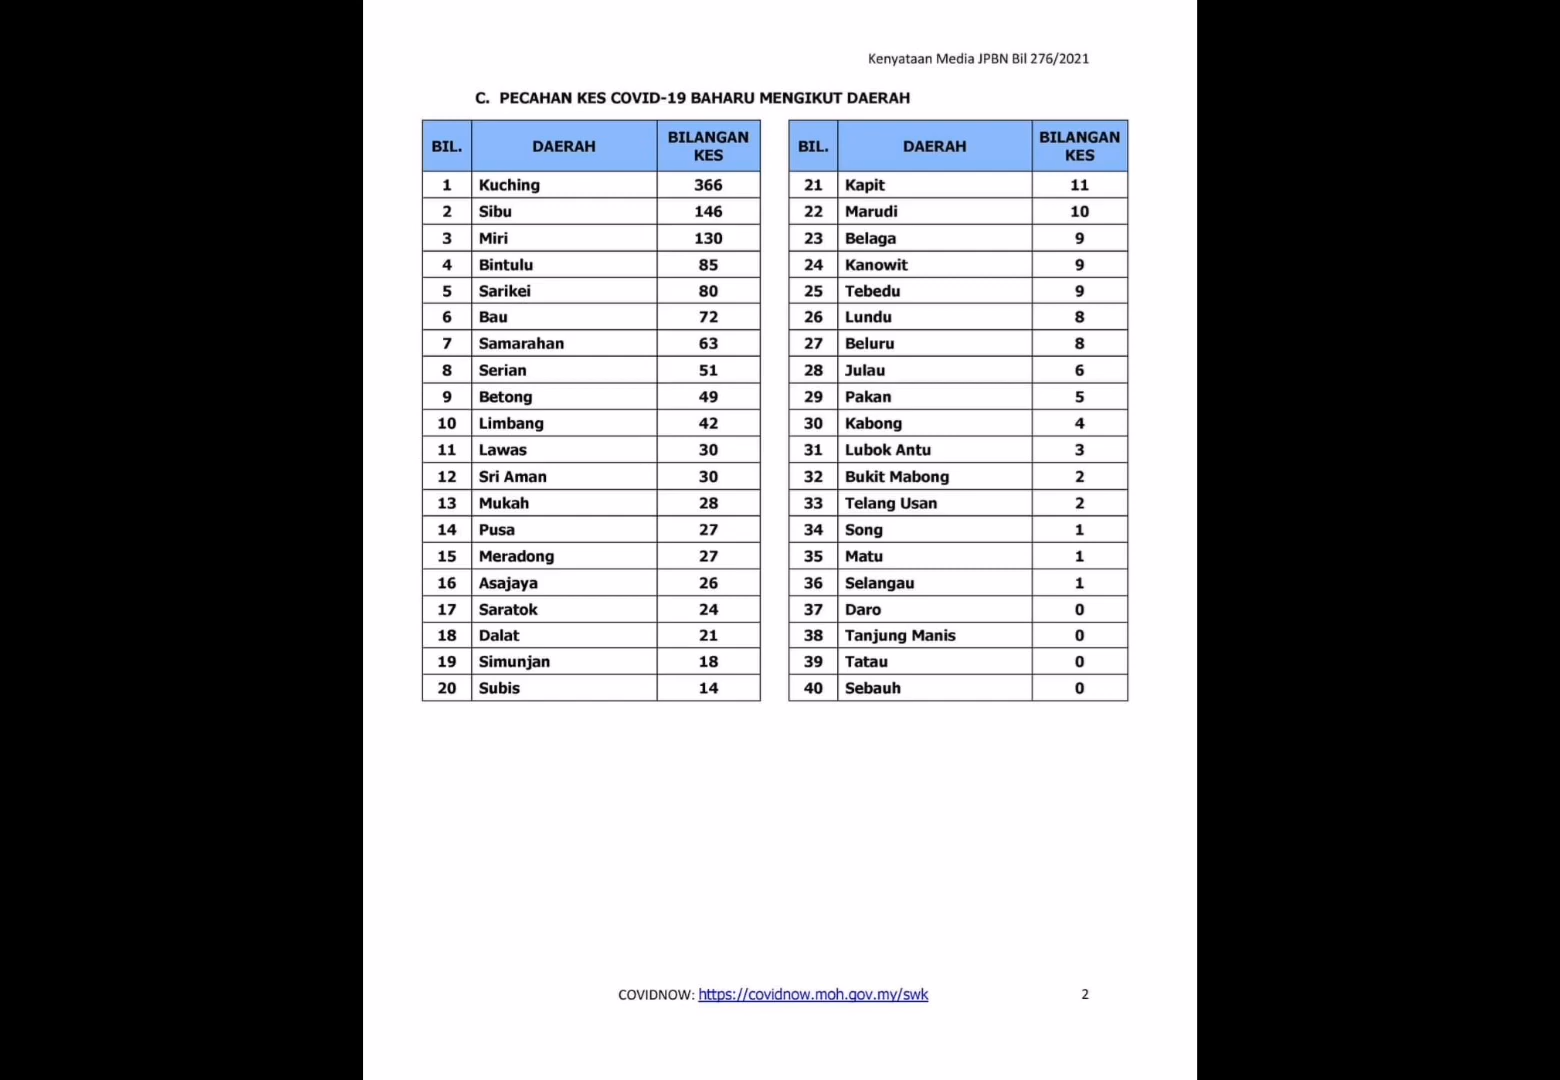 Kenyataan Media JPBN Bil 276/2021
C. PECAHAN KES COVID-19 BAHARU MENGIKUT DAERAH
BIL. DAERAH BILANGAN KES
1 Kuching 366
2 Sibu 146
3 Miri 130
4 Bintulu 85
5 Sarikei 80
6 Bau 72
7 Samarahan 63
8 Serian 51
9 Betong 49
10 Limbang 42
11 Lawas 30
12 Sri Aman 30
13 Mukah 28
14 Pusa 27
15 Meradong 27
16 Asajaya 26
17 Saratok 24
18 Dalat 21
19 Simunjan 18
20 Subis 14
BIL. DAERAH BILANGAN KES
21 Kapit 11
22 Marudi 10
23 Belaga 9
24 Kanowit 9
25 Tebedu 9
26 Lundu 8
27 Beluru 8
28 Julau 6
29 Pakan 5
30 Kabong 4
31 Lubok Antu 3
32 Bukit Mabong 2
33 Telang Usan 2
34 Song 1
35 Matu 1
36 Selangau 1
37 Daro 0
38 Tanjung Manis 0
39 Tatau 0
40 Sebauh 0
COVIDNOW: https://covidnow.moh.gov.my/swk 2